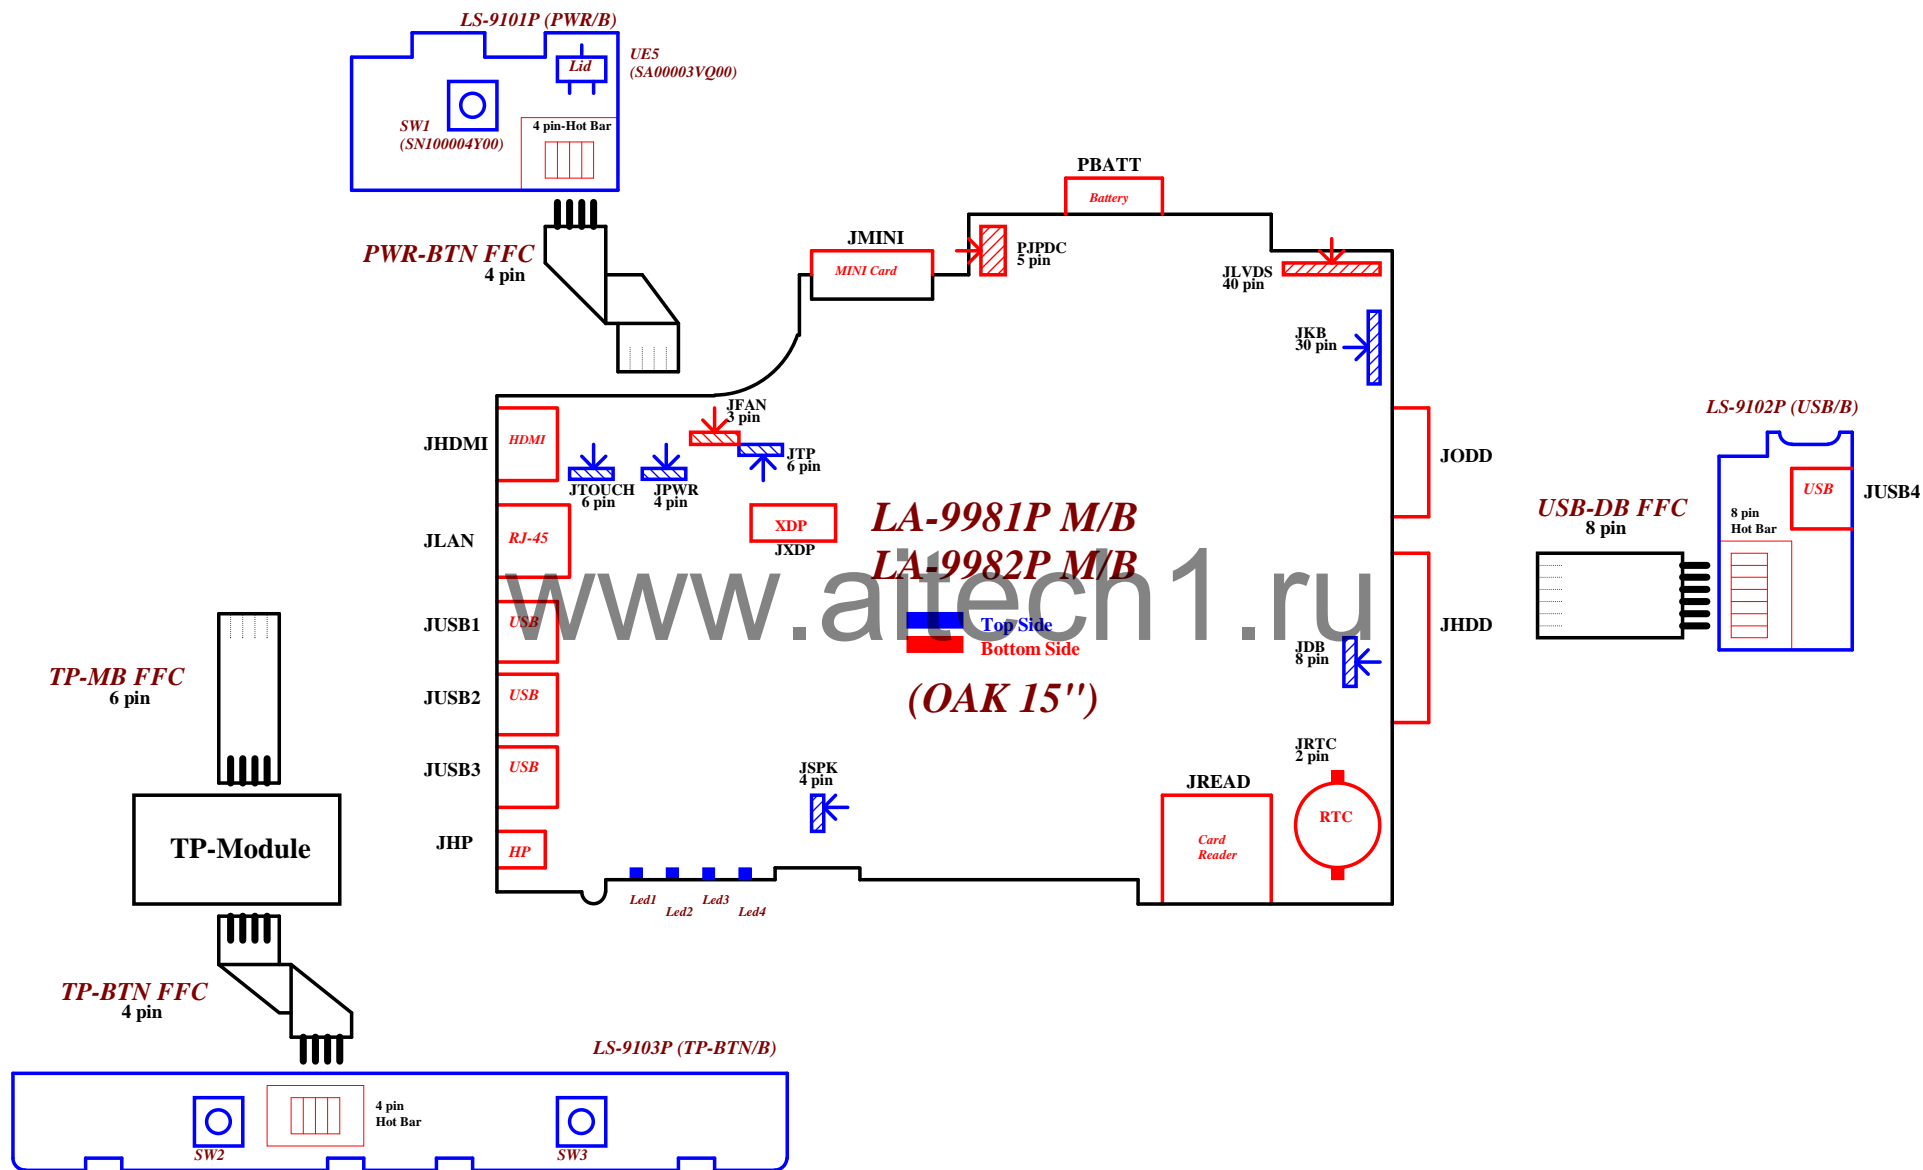 LS-9101P (PWR/B)
Lid
UE5
(SA00003VQ00)
SW1
(SN100004Y00)
4 pin-Hot Bar
PWR-BTN FFC
4 pin
PBATT
Battery
JMINI
MINI Card
PJPDC
5 pin
JLVDS
40 pin
JKB
30 pin
JFAN
3 pin
JHDMI
HDMI
JTOUCH
6 pin
JPWR
4 pin
JTP
6 pin
JLAN
RJ-45
XDP
JXDP
LA-9981P M/B
LA-9982P M/B
www.aitech1.ru
Top Side
Bottom Side
(OAK 15")
JODD
JHDD
LS-9102P (USB/B)
USB
JUSB4
8 pin
Hot Bar
USB-DB FFC
8 pin
JUSB1
USB
JUSB2
USB
JUSB3
USB
JHP
HP
JDB
8 pin
JRTC
2 pin
RTC
JREAD
Card
Reader
JSPK
4 pin
Led1
Led2
Led3
Led4
TP-MB FFC
6 pin
TP-Module
TP-BTN FFC
4 pin
LS-9103P (TP-BTN/B)
SW2
4 pin
Hot Bar
SW3